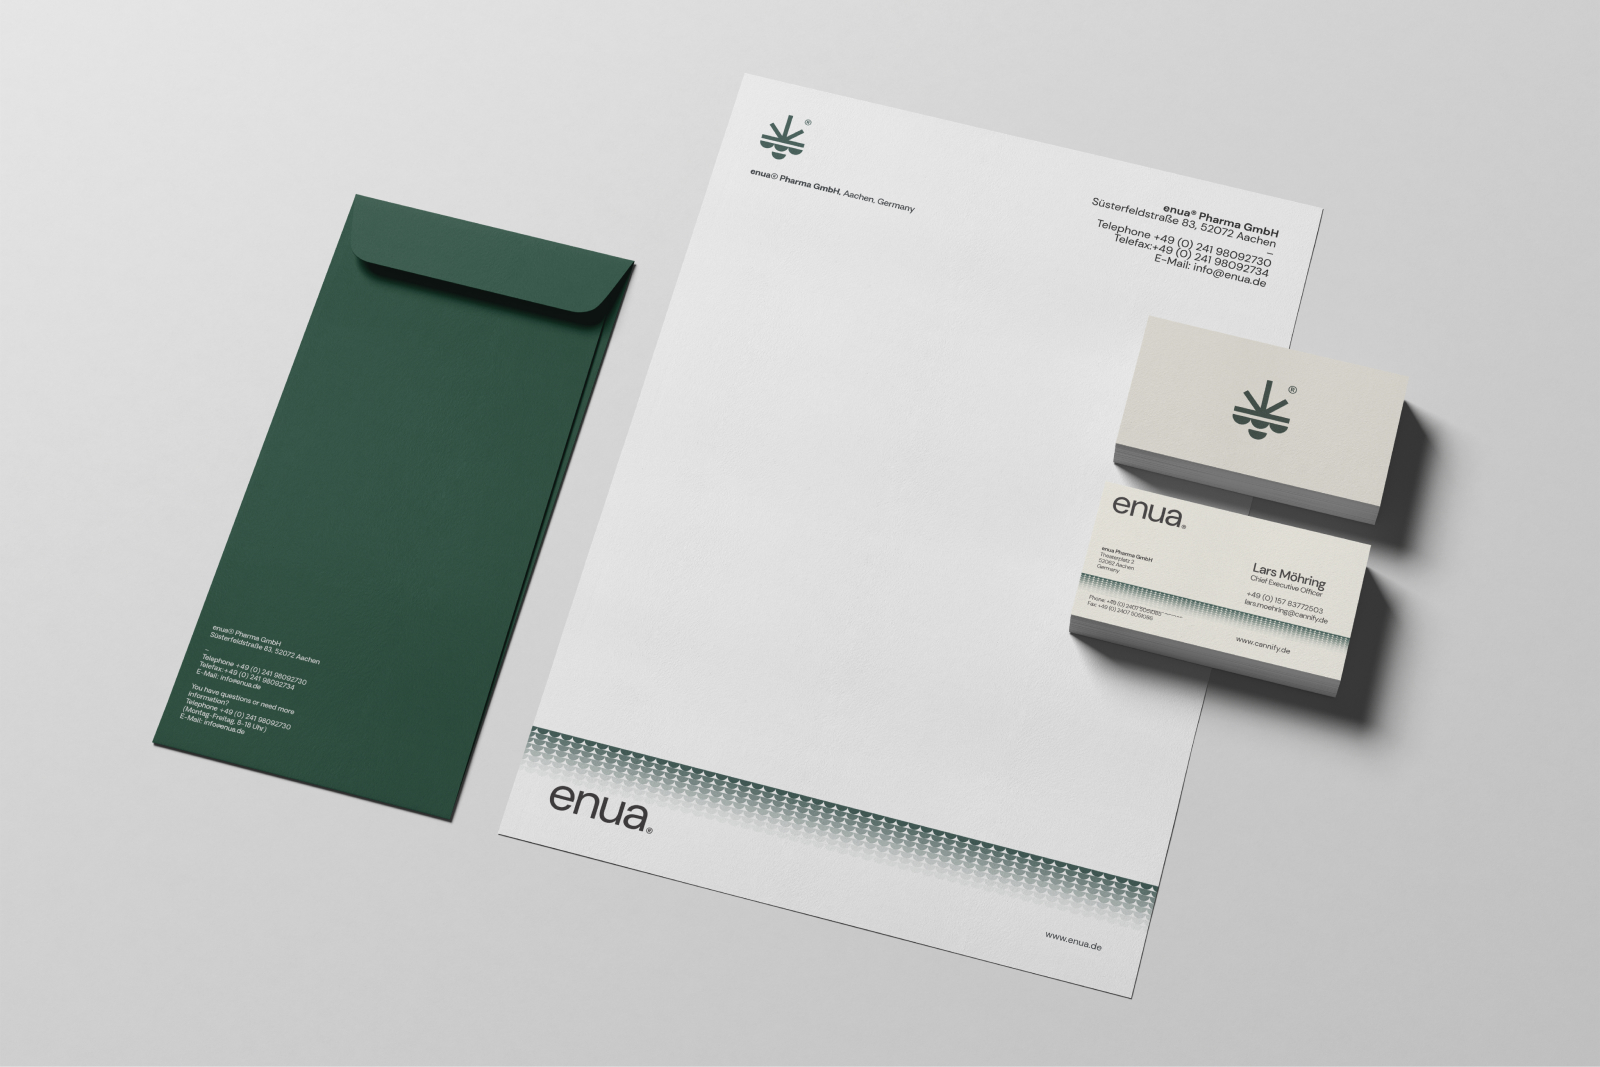 enua® Pharma GmbH
Süsterfeldstraße 83, 52072 Aachen
–
Telephone +49 (0) 241 98092730
Telefax:+49 (0) 241 98092734
E-Mail: info@enua.de
You have questions or need more
information?
Telephone +49 (0) 241 98092730
(Montag-Freitag, 8-18 Uhr)
E-Mail: info@enua.de
®
enua® Pharma GmbH, Aachen, Germany
enua® Pharma GmbH
Süsterfeldstraße 83, 52072 Aachen
–
Telephone +49 (0) 241 98092730
Telefax:+49 (0) 241 98092734
E-Mail: info@enua.de
enua®
www.enua.de
®
enua®
enua Pharma GmbH
Theaterplatz 2
52062 Aachen
Germany
Phone: +49 (0) 2407 5051085
Fax: +49 (0) 2407 5051086
Lars Möhring
Chief Executive Officer
+49 (0) 157 83772503
lars.moehring@cannify.de
www.cannify.de